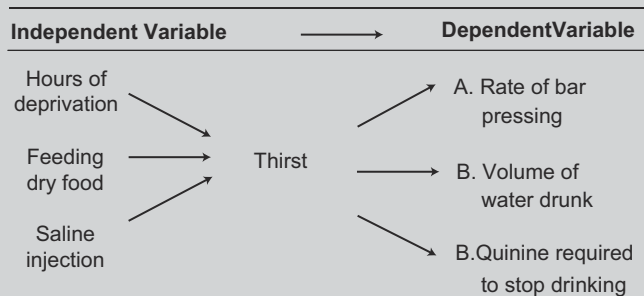 Independent Variable
DependentVariable
Hours of
deprivation
Feeding
dry food
Saline
injection
Thirst
A. Rate of bar
pressing
B. Volume of
water drunk
B.Quinine required
to stop drinking